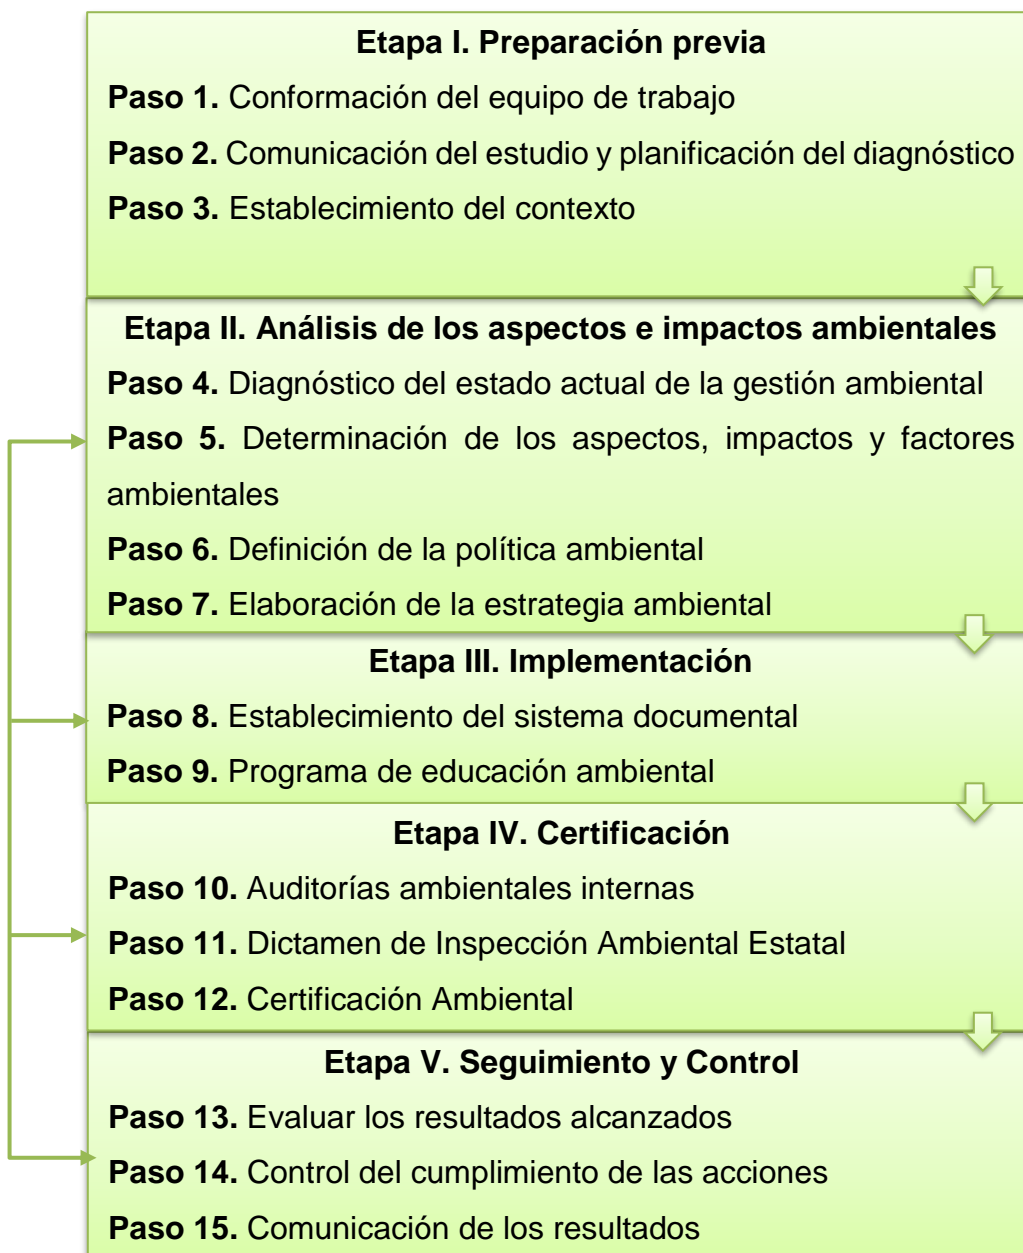 Etapa I. Preparación previa
Paso 1. Conformación del equipo de trabajo
Paso 2. Comunicación del estudio y planificación del diagnóstico
Paso 3. Establecimiento del contexto
Etapa II. Análisis de los aspectos e impactos ambientales
Paso 4. Diagnóstico del estado actual de la gestión ambiental
Paso 5. Determinación de los aspectos, impactos y factores
ambientales
Paso 6. Definición de la política ambiental
Paso 7. Elaboración de la estrategia ambiental
Etapa III. Implementación
Paso 8. Establecimiento del sistema documental
Paso 9. Programa de educación ambiental
Etapa IV. Certificación
Paso 10. Auditorías ambientales internas
Paso 11. Dictamen de Inspección Ambiental Estatal
Paso 12. Certificación Ambiental
Etapa V. Seguimiento y Control
Paso 13. Evaluar los resultados alcanzados
Paso 14. Control del cumplimiento de las acciones
Paso 15. Comunicación de los resultados